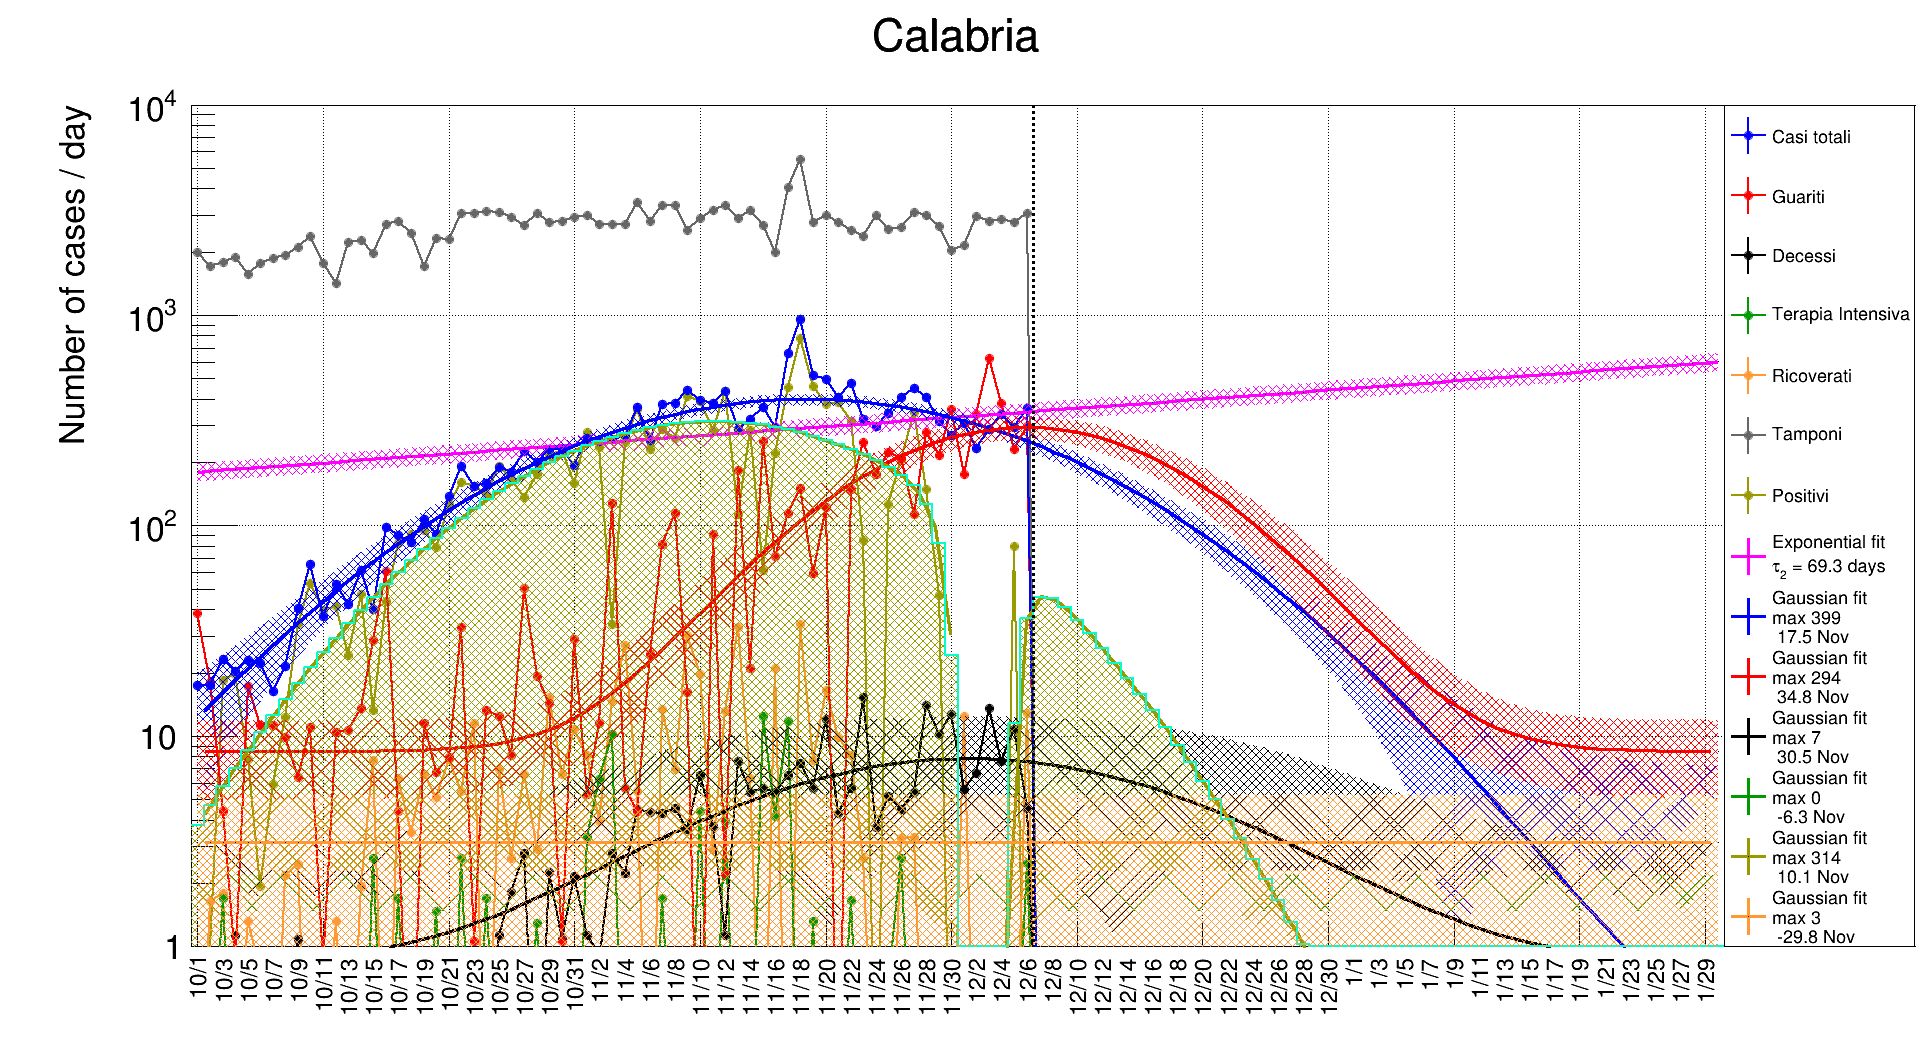 Calabria
Number of cases / day
10^4
10^3
10^2
10
1
10/1
10/3
10/5
10/7
10/9
10/11
10/13
10/15
10/17
10/19
10/21
10/23
10/25
10/27
10/29
10/31
11/2
11/4
11/6
11/8
11/10
11/12
11/14
11/16
11/18
11/20
11/22
11/24
11/26
11/28
11/30
12/2
12/4
12/6
12/8
12/10
12/12
12/14
12/16
12/18
12/20
12/22
12/24
12/26
12/28
12/30
1/1
1/3
1/5
1/7
1/9
1/11
1/13
1/15
1/17
1/19
1/21
1/23
1/25
1/27
1/29
Casi totali
Guariti
Decessi
Terapia Intensiva
Ricoverati
Tamponi
Positivi
Exponential fit
τ2 = 69.3 days
Gaussian fit
max 399
17.5 Nov
Gaussian fit
max 294
34.8 Nov
Gaussian fit
max 7
30.5 Nov
Gaussian fit
max 0
-6.3 Nov
Gaussian fit
max 314
10.1 Nov
Gaussian fit
max 3
-29.8 Nov